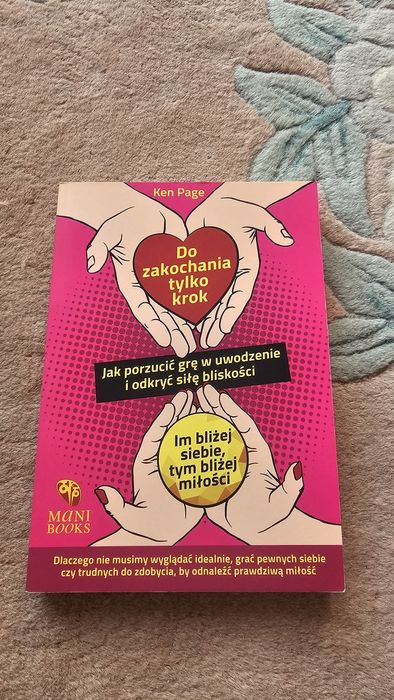 Ken Page
Do
zakochania
tylko
krok
Jak porzucić grę w uwodzenie
i odkryć siłę bliskości
Im bliżej
siebie,
tym bliżej
miłości
MaNI
BOOKS
Dlaczego nie musimy wyglądać idealnie, grać pewnych siebie
czy trudnych do zdobycia, by odnaleźć prawdziwą miłość